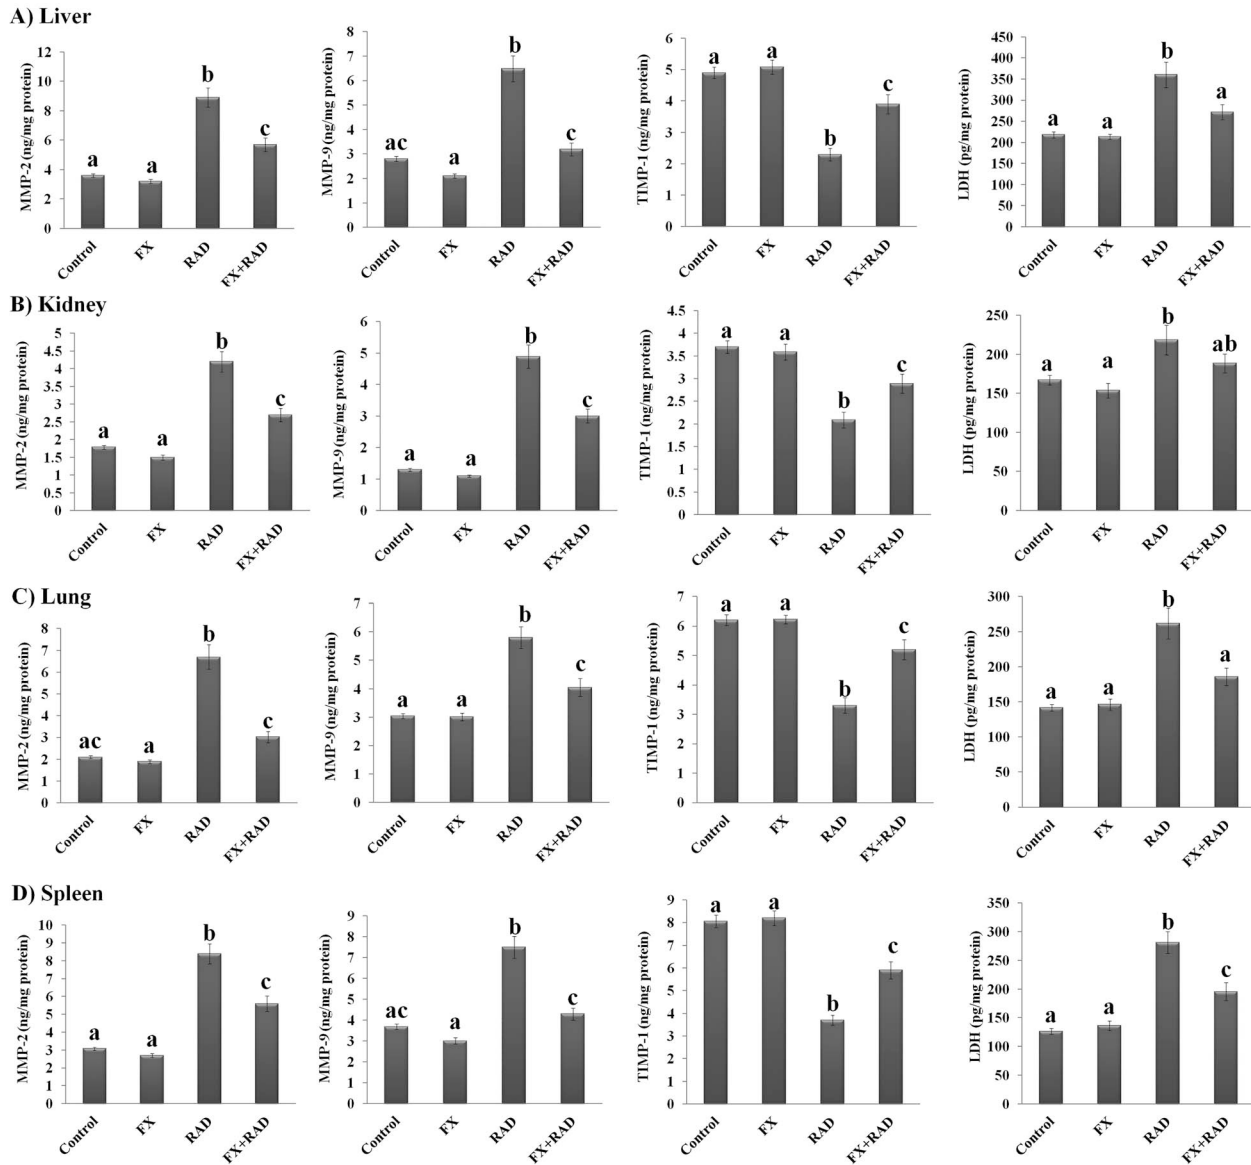 A) Liver
MMP-2 (ng/mg protein)
12
10
8
6
4
2
0
a
a
b
c
Control
FX
RAD
FX+RAD
MMP-9 (ng/mg protein)
8
7
6
5
4
3
2
1
0
ac
a
b
c
Control
FX
RAD
FX+RAD
TIMP-1 (ng/mg protein)
6
5
4
3
2
1
0
a
a
b
c
Control
FX
RAD
FX+RAD
LDH (pg/mg protein)
450
400
350
300
250
200
150
100
50
0
a
a
b
a
Control
FX
RAD
FX+RAD
B) Kidney
MMP-2 (ng/mg protein)
5
4.5
4
3.5
3
2.5
2
1.5
1
0.5
0
a
a
b
c
Control
FX
RAD
FX+RAD
MMP-9 (ng/mg protein)
6
5
4
3
2
1
0
a
a
b
c
Control
FX
RAD
FX+RAD
TIMP-1 (ng/mg protein)
4.5
4
3.5
3
2.5
2
1.5
1
0.5
0
a
a
b
c
Control
FX
RAD
FX+RAD
LDH (pg/mg protein)
250
200
150
100
50
0
a
a
b
ab
Control
FX
RAD
FX+RAD
C) Lung
MMP-2 (ng/mg protein)
8
7
6
5
4
3
2
1
0
ac
a
b
c
Control
FX
RAD
FX+RAD
MMP-9 (ng/mg protein)
7
6
5
4
3
2
1
0
a
a
b
c
Control
FX
RAD
FX+RAD
TIMP-1 (ng/mg protein)
7
6
5
4
3
2
1
0
a
a
b
c
Control
FX
RAD
FX+RAD
LDH (pg/mg protein)
300
250
200
150
100
50
0
a
a
b
a
Control
FX
RAD
FX+RAD
D) Spleen
MMP-2 (ng/mg protein)
10
9
8
7
6
5
4
3
2
1
0
a
a
b
c
Control
FX
RAD
FX+RAD
MMP-9 (ng/mg protein)
9
8
7
6
5
4
3
2
1
0
ac
a
b
c
Control
FX
RAD
FX+RAD
TIMP-1 (ng/mg protein)
9
8
7
6
5
4
3
2
1
0
a
a
b
c
Control
FX
RAD
FX+RAD
LDH (pg/mg protein)
350
300
250
200
150
100
50
0
a
a
b
c
Control
FX
RAD
FX+RAD